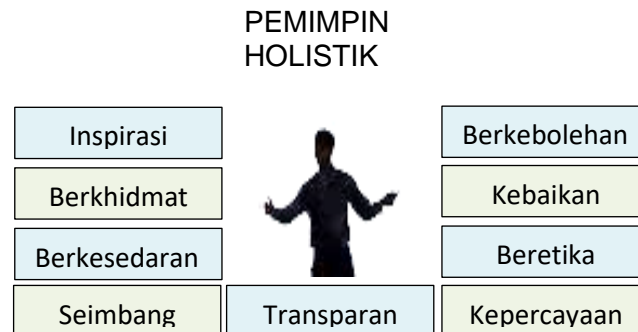 PEMIMPIN
HOLISTIK
Inspirasi
Berkebolehan
Berkhidmat
Kebaikan
Berkesedaran
Beretika
Seimbang
Transparan
Kepercayaan